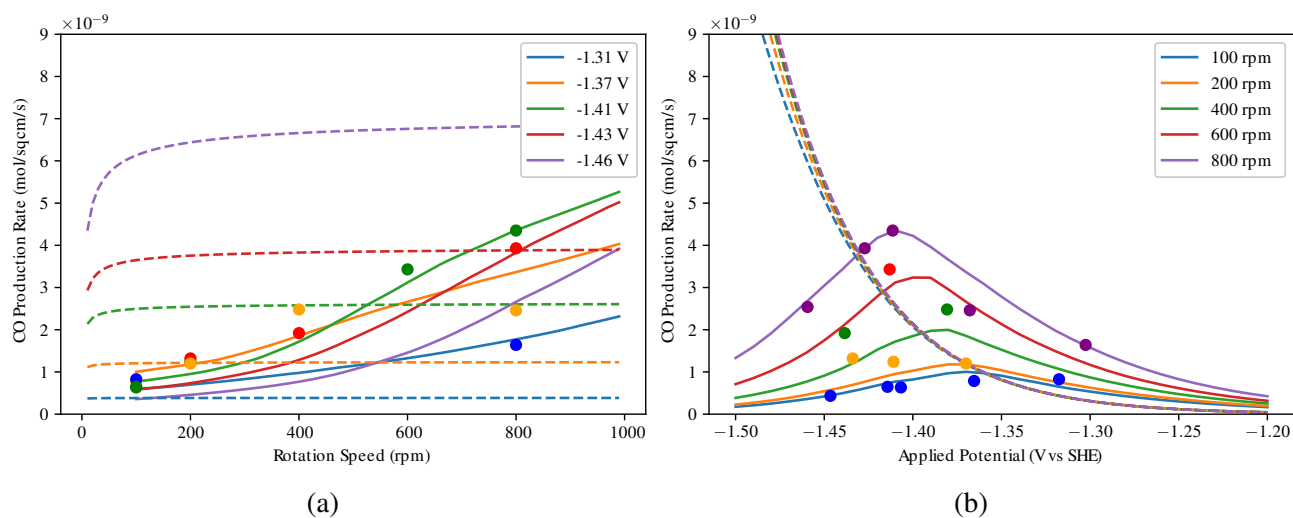 ×10⁻⁹
CO Production Rate (mol/sqcm/s)
9
8
7
6
5
4
3
2
1
0
0 200 400 600 800 1000
Rotation Speed (rpm)
-1.31 V
-1.37 V
-1.41 V
-1.43 V
-1.46 V
(a)
×10⁻⁹
CO Production Rate (mol/sqcm/s)
9
8
7
6
5
4
3
2
1
0
−1.50 −1.45 −1.40 −1.35 −1.30 −1.25 −1.20
Applied Potential (V vs SHE)
100 rpm
200 rpm
400 rpm
600 rpm
800 rpm
(b)